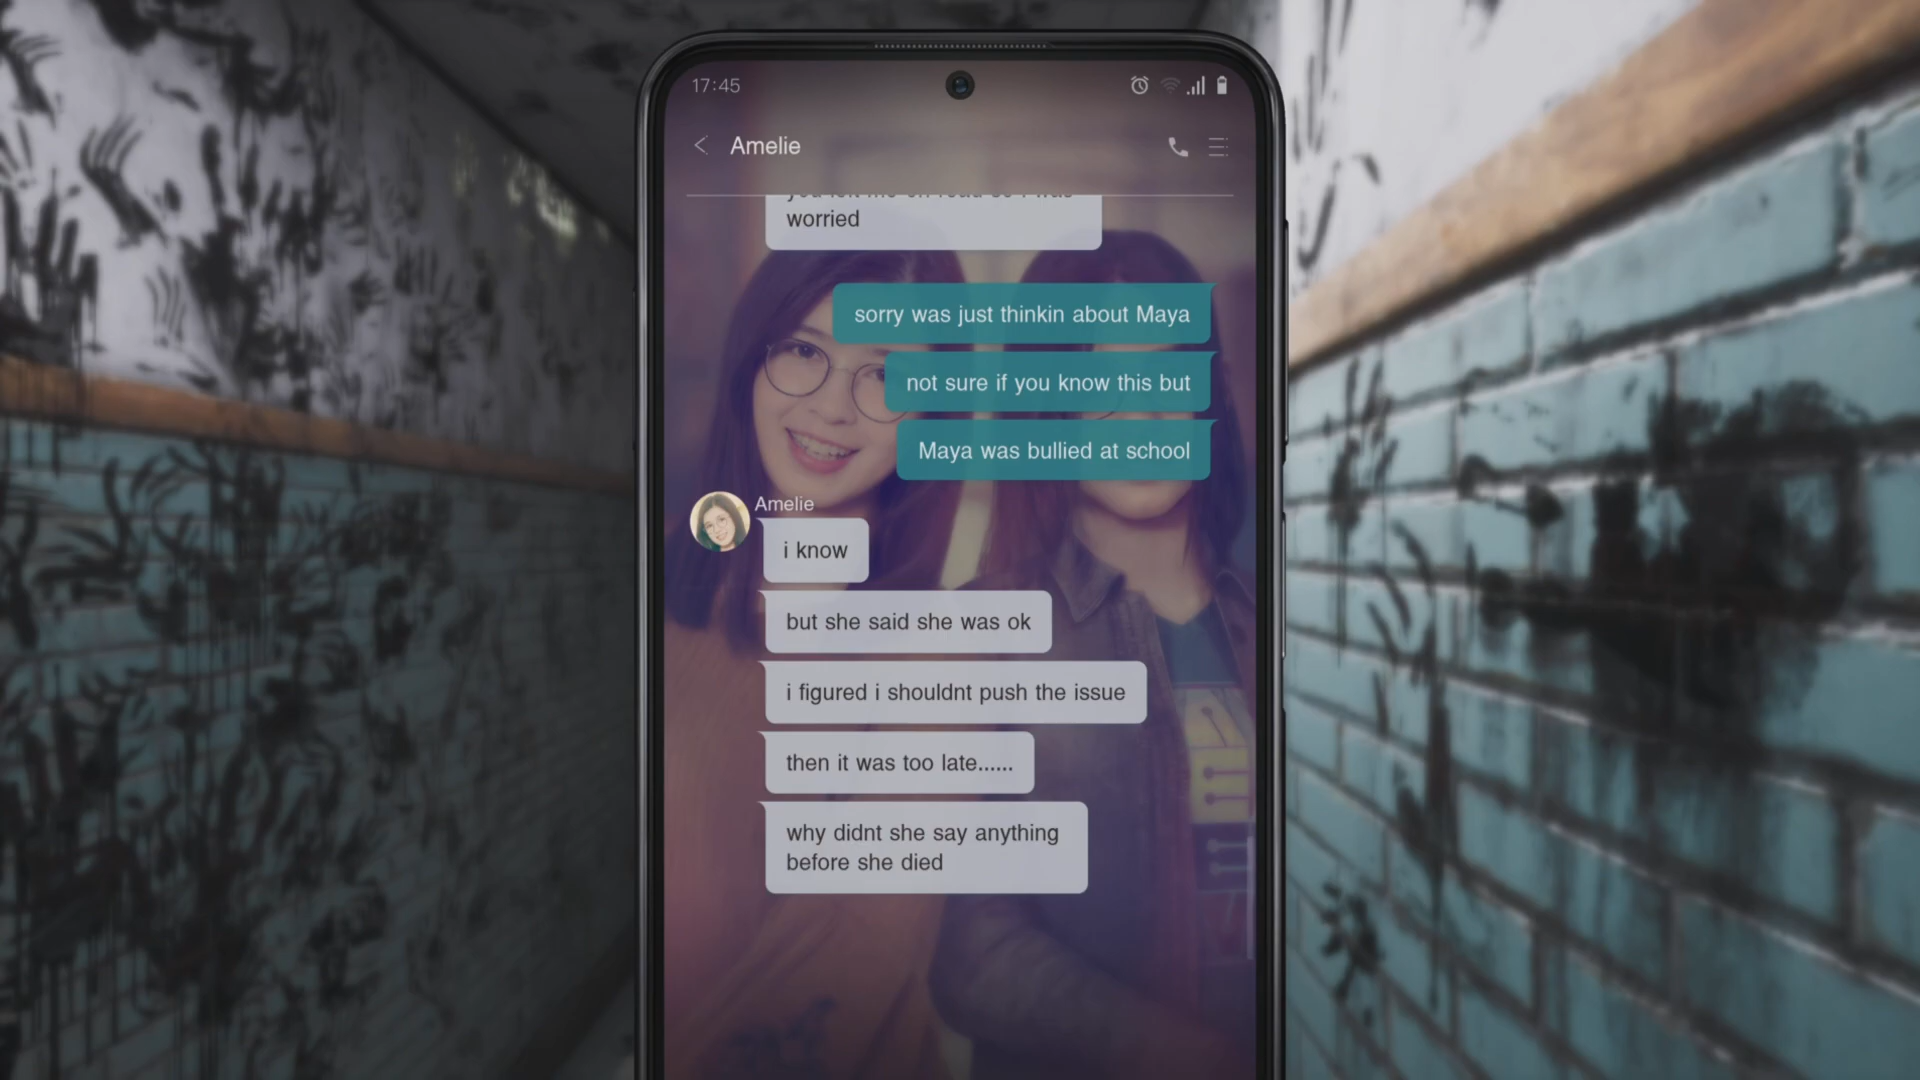 17:45
Amelie
worried
sorry was just thinkin about Maya
not sure if you know this but
Maya was bullied at school
Amelie
i know
but she said she was ok
i figured i shouldnt push the issue
then it was too late......
why didnt she say anything
before she died